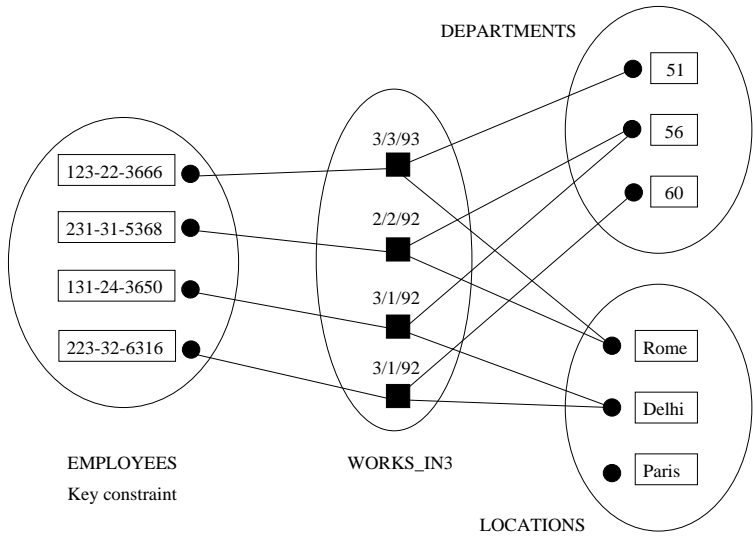 DEPARTMENTS
51
56
60
3/3/93
2/2/92
3/1/92
3/1/92
123-22-3666
231-31-5368
131-24-3650
223-32-6316
Rome
Delhi
Paris
EMPLOYEES
Key constraint
WORKS_IN3
LOCATIONS